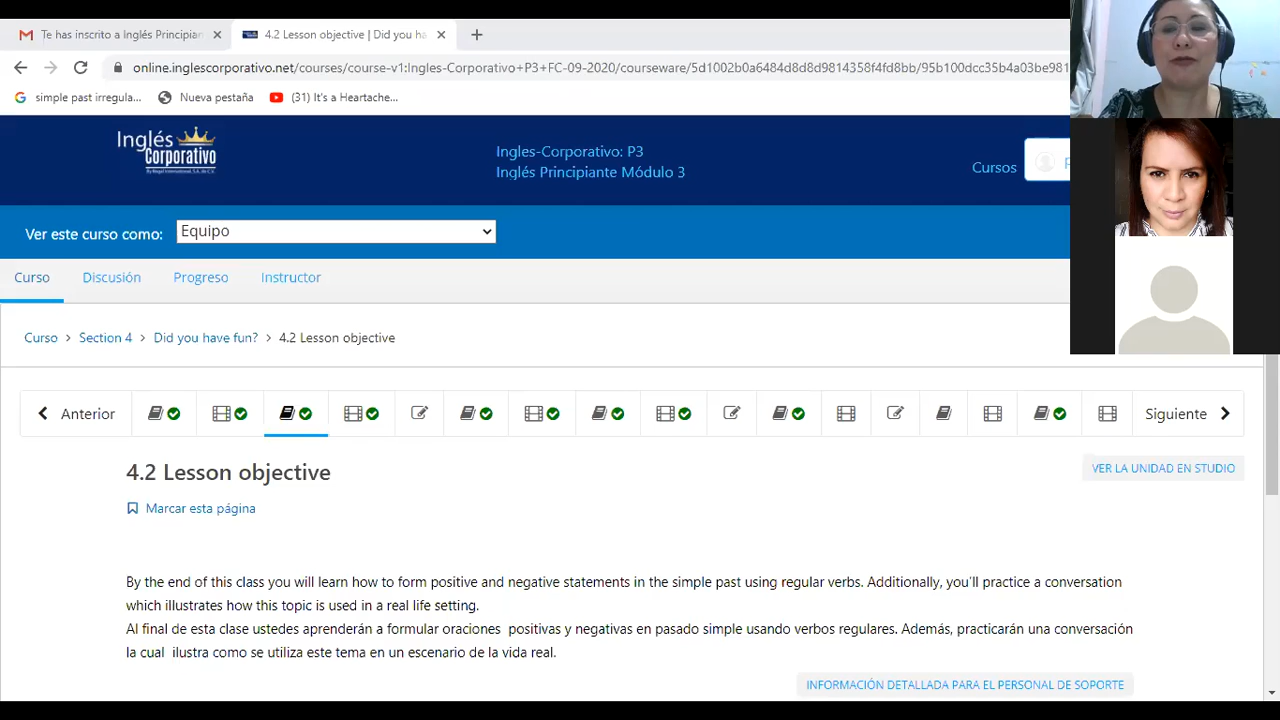 Te has inscrito a Inglés Principian
4.2 Lesson objective | Did you ha
online.inglescorporativo.net/courses/course-v1:Ingles-Corporativo+P3+FC-09-2020/courseware/5d1002b0a6484d8d8d9814358f4fd8bb/95b100dcc35b4a03be981
simple past irregula...
Nueva pestaña
(31) It's a Heartache...
Inglés
Corporativo
Ingles-Corporativo: P3
Inglés Principiante Módulo 3
Cursos
Ver este curso como:
Equipo
Curso
Discusión
Progreso
Instructor
Curso > Section 4 > Did you have fun? > 4.2 Lesson objective
Anterior
Siguiente
4.2 Lesson objective
VER LA UNIDAD EN STUDIO
Marcar esta página
By the end of this class you will learn how to form positive and negative statements in the simple past using regular verbs. Additionally, you'll practice a conversation
which illustrates how this topic is used in a real life setting.
Al final de esta clase ustedes aprenderán a formular oraciones positivas y negativas en pasado simple usando verbos regulares. Además, practicarán una conversación
la cual ilustra como se utiliza este tema en un escenario de la vida real.
INFORMACIÓN DETALLADA PARA EL PERSONAL DE SOPORTE